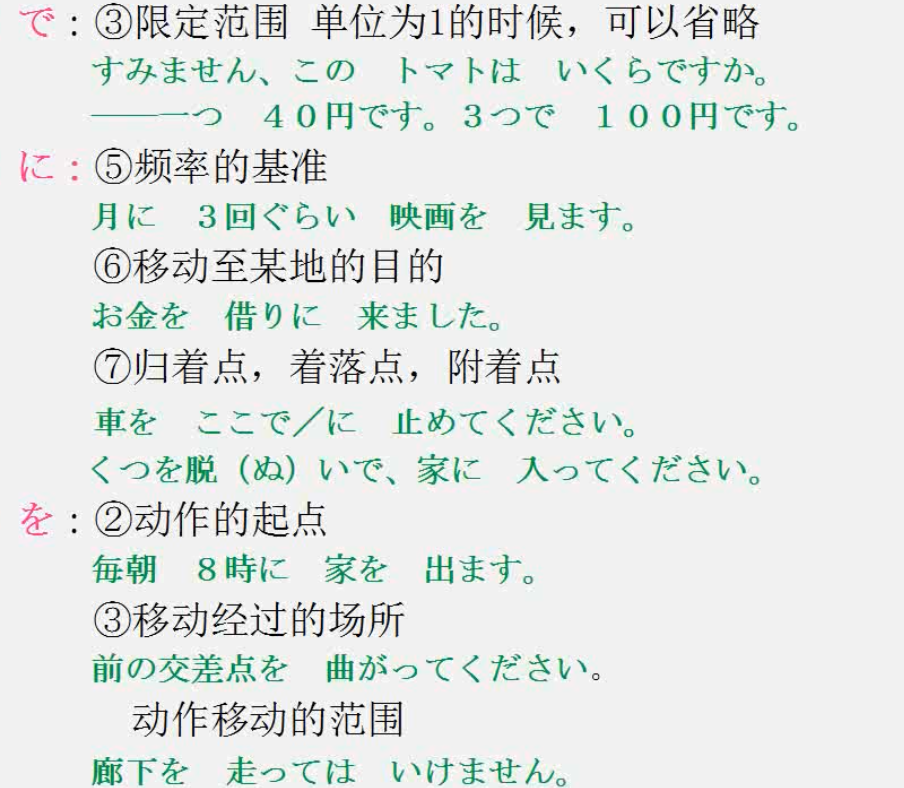 で：③限定范围 单位为1的时候，可以省略
すみません、この　トマトは　いくらですか。
——一つ　４０円です。３つで　１００円です。
に：⑤频率的基准
月に　３回ぐらい　映画を　見ます。
⑥移动至某地的目的
お金を　借りに　来ました。
⑦归着点，着落点，附着点
車を　ここで／に　止めてください。
くつを脱（ぬ）いで、家に　入ってください。
を：②动作的起点
毎朝　８時に　家を　出ます。
③移动经过的场所
前の交差点を　曲がってください。
动作移动的范围
廊下を　走っては　いけません。